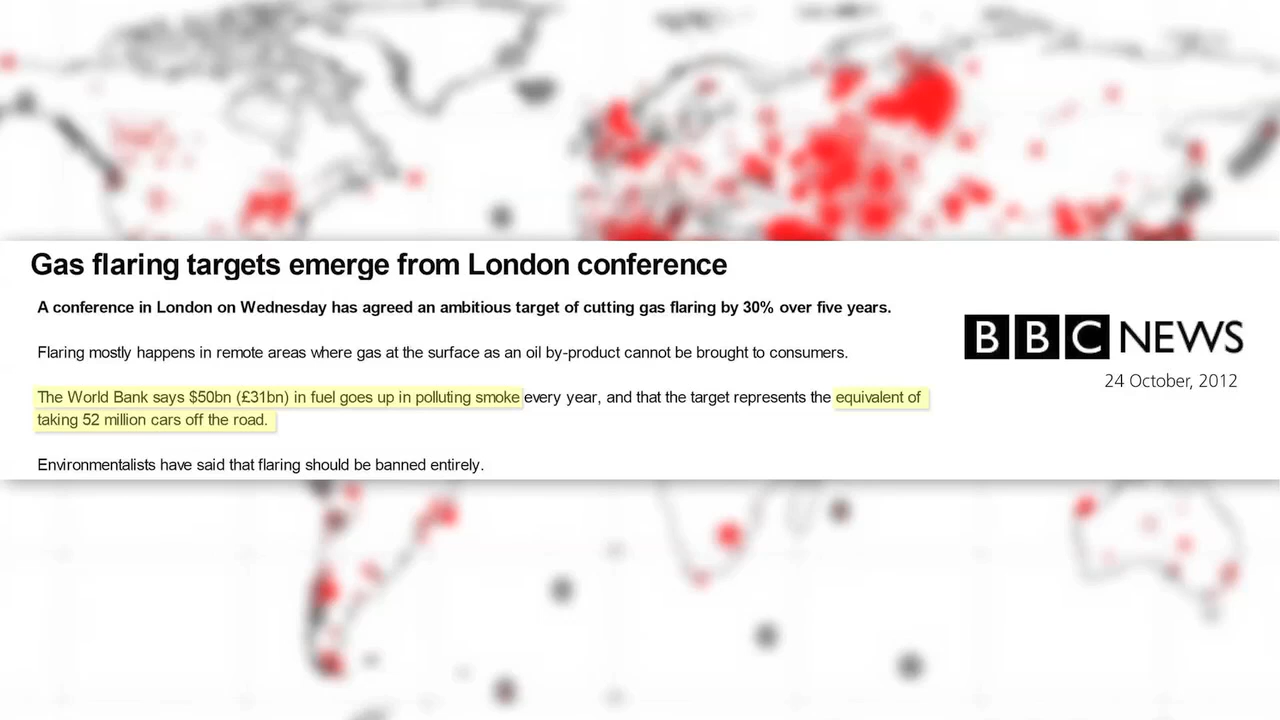 Gas flaring targets emerge from London conference
A conference in London on Wednesday has agreed an ambitious target of cutting gas flaring by 30% over five years.
Flaring mostly happens in remote areas where gas at the surface as an oil by-product cannot be brought to consumers.
The World Bank says $50bn (£31bn) in fuel goes up in polluting smoke every year, and that the target represents the equivalent of
taking 52 million cars off the road.
Environmentalists have said that flaring should be banned entirely.
BBC NEWS
24 October, 2012